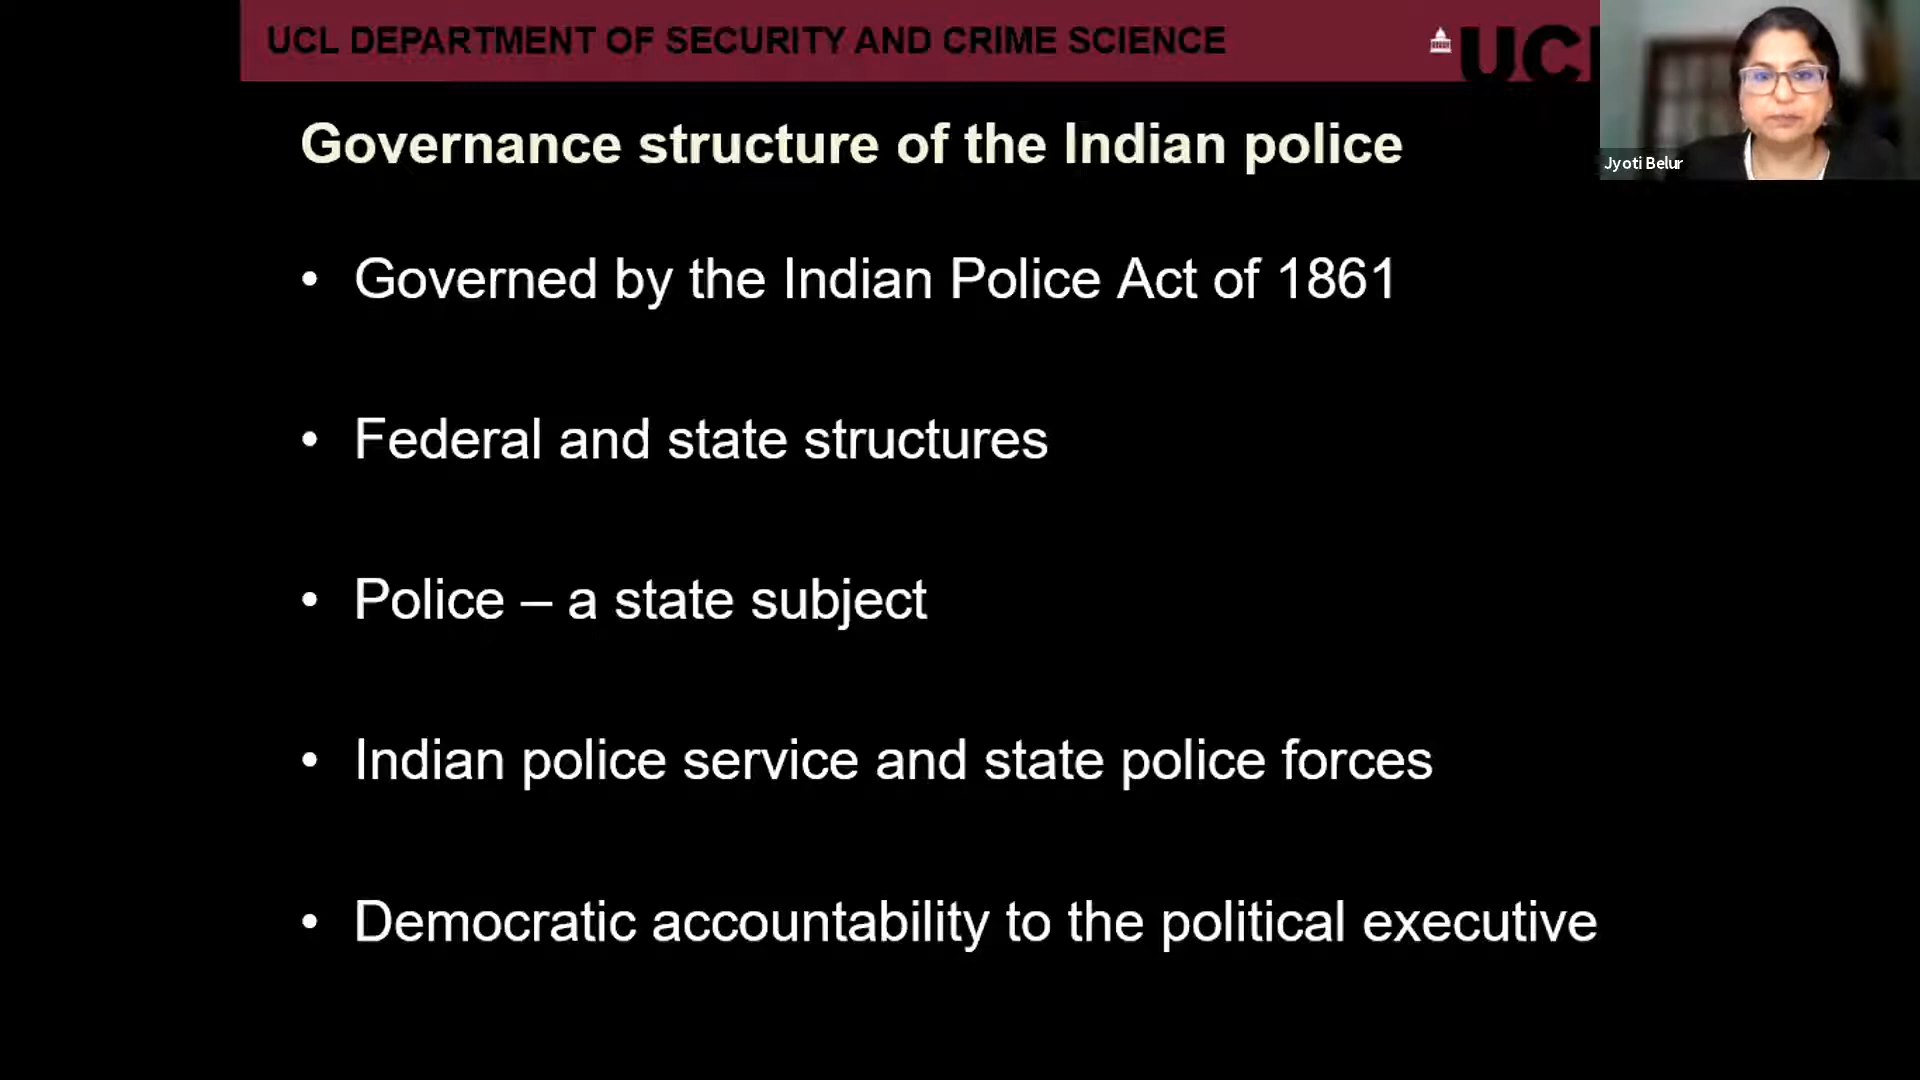 UCL DEPARTMENT OF SECURITY AND CRIME SCIENCE
UCL
Jyoti Belur
Governance structure of the Indian police
• Governed by the Indian Police Act of 1861
• Federal and state structures
• Police – a state subject
• Indian police service and state police forces
• Democratic accountability to the political executive